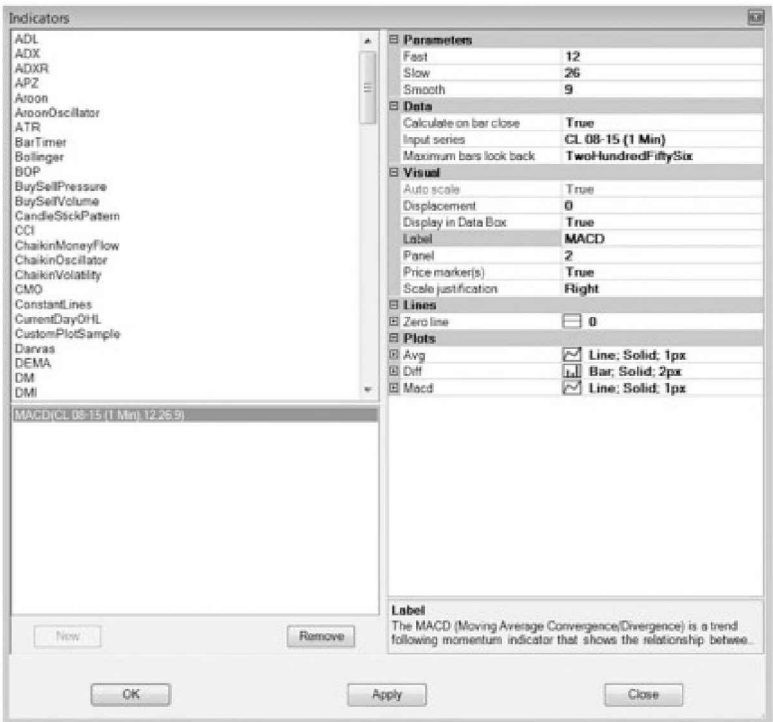 Indicators
ADL
ADX
ADXR
APZ
Aroon
AroonOscillator
ATR
BarTimer
Bollinger
BOP
BuySellPressure
BuySellVolume
CandleStickPattern
CCI
ChaikinMoneyFlow
ChaikinOscillator
ChaikinVolatility
CMO
ConstantLines
CurrentDayOHL
CustomPlotSample
Darvas
DEMA
DM
DMI
MACD(CL 08-15 (1 Min),12,26,9)
New
Remove
Parameters
Fast 12
Slow 26
Smooth 9
Data
Calculate on bar close True
Input series CL 08-15 (1 Min)
Maximum bars look back TwoHundredFiftySix
Visual
Auto scale True
Displacement 0
Display in Data Box True
Label MACD
Panel 2
Price marker(s) True
Scale justification Right
Lines
Zero line 0
Plots
Avg Line; Solid; 1px
Diff Bar; Solid; 2px
Macd Line; Solid; 1px
Label
The MACD (Moving Average Convergence/Divergence) is a trend
following momentum indicator that shows the relationship betwee..
OK Apply Close